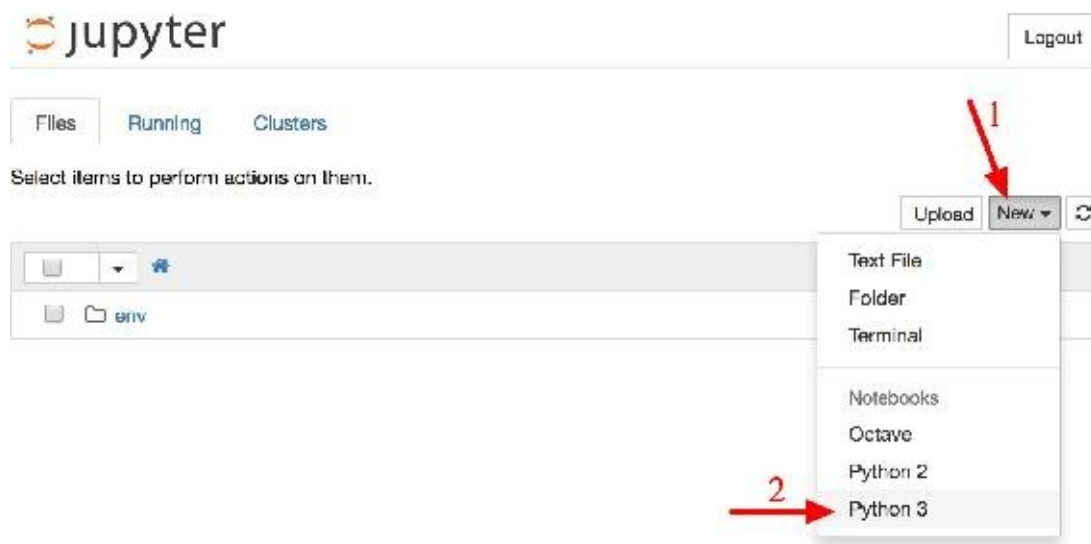 jupyter
Logout
Files Running Clusters
1
Select items to perform actions on them.
Upload New
Text File
env
Folder
Terminal
Notebooks
Octave
Python 2
2
Python 3